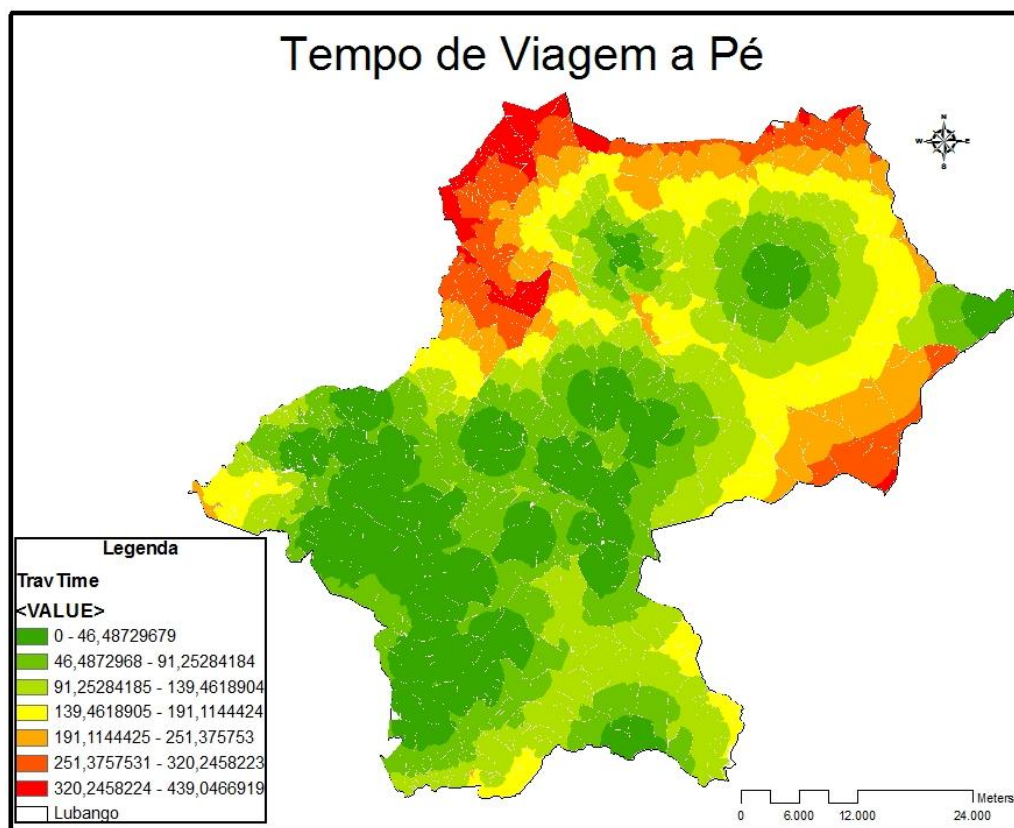 Tempo de Viagem a Pé
N
W E
S
Legenda
TravTime
<VALUE>
0 - 46,48729679
46,4872968 - 91,25284184
91,25284185 - 139,4618904
139,4618905 - 191,1144424
191,1144425 - 251,375753
251,3757531 - 320,2458223
320,2458224 - 439,0466919
Lubango
Meters
0 6.000 12.000 24.000